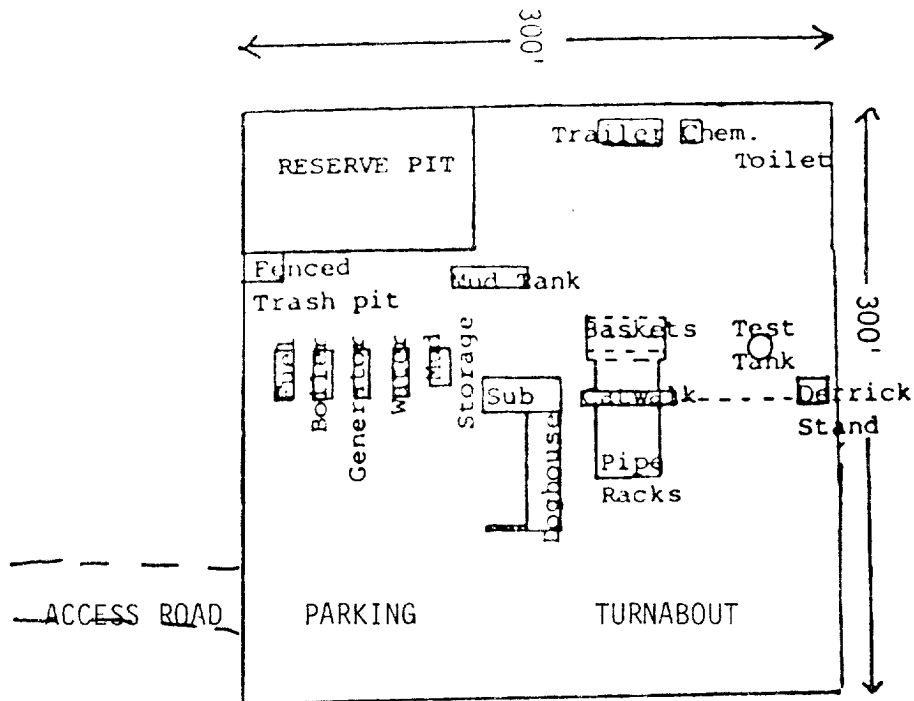 300'
Trailer Chem.
Toilet
RESERVE PIT
Fenced
Trash pit
Mud Tank
300'
Baskets
Test
Tank
Fuel
Boiler
Generator
Water
Mud
Storage
Sub
Catwalk
Derrick
Stand
Doghouse
Pipe
Racks
ACCESS ROAD
PARKING
TURNABOUT